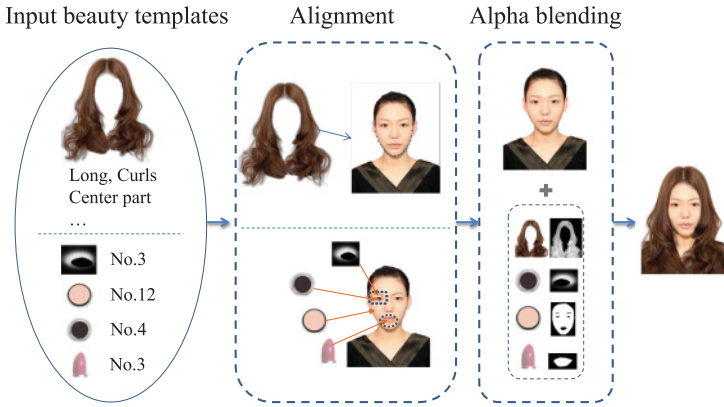 Input beauty templates
Alignment
Alpha blending
Long, Curls
Center part
...
No.3
No.12
No.4
No.3